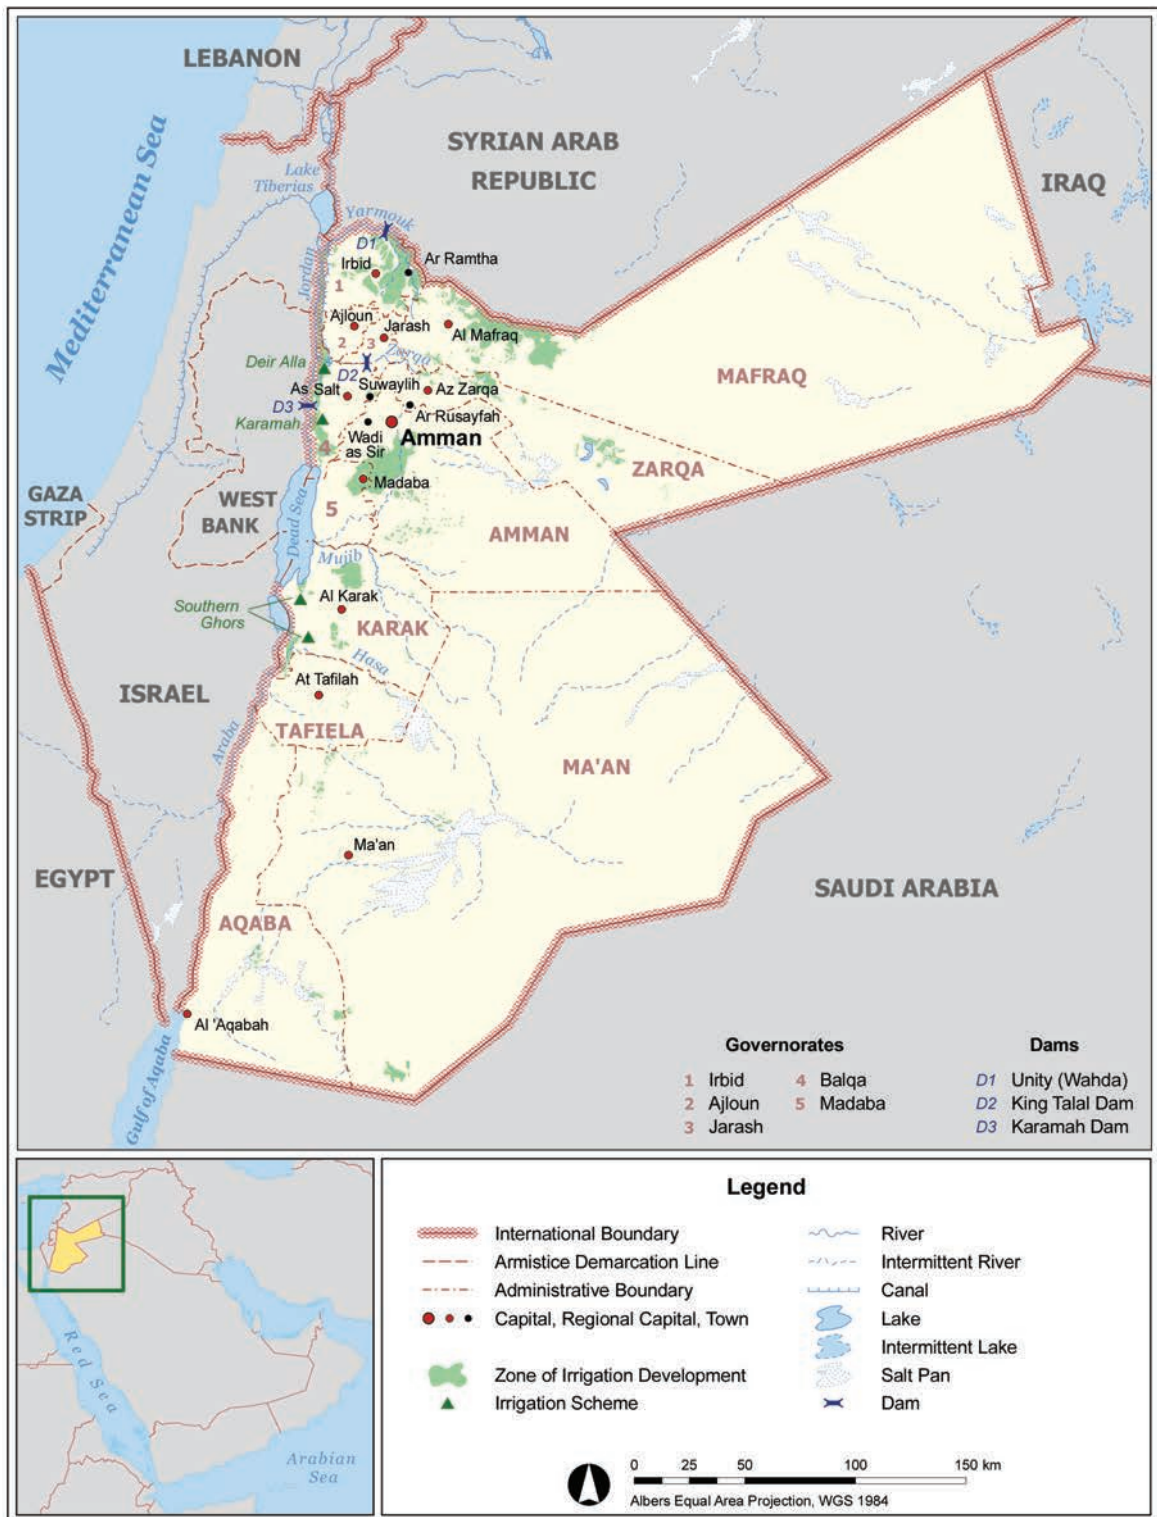 LEBANON
Mediterranean Sea
SYRIAN ARAB
REPUBLIC
IRAQ
Lake
Tiberias
Yarmouk
D1
Jordan
Irbid
Ar Ramtha
1
Ajloun
Jarash
Al Mafraq
2
3
Zarqa
MAFRAQ
Deir Alla
D2
As Salt
Suwaylih
Az Zarqa
D3
Karamah
Ar Rusayfah
Wadi
as Sir
Amman
4
ZARQA
GAZA
STRIP
WEST
BANK
Madaba
Dead Sea
5
AMMAN
Mujib
Southern
Ghors
Al Karak
KARAK
Hasa
ISRAEL
At Tafilah
TAFIELA
Araba
MA'AN
Ma'an
EGYPT
SAUDI ARABIA
AQABA
Al 'Aqabah
Gulf of Aqaba
Governorates
1 Irbid
2 Ajloun
3 Jarash
4 Balqa
5 Madaba
Dams
D1 Unity (Wahda)
D2 King Talal Dam
D3 Karamah Dam
Red Sea
Arabian
Sea
Legend
International Boundary
Armistice Demarcation Line
Administrative Boundary
Capital, Regional Capital, Town
Zone of Irrigation Development
Irrigation Scheme
River
Intermittent River
Canal
Lake
Intermittent Lake
Salt Pan
Dam
0 25 50 100 150 km
Albers Equal Area Projection, WGS 1984